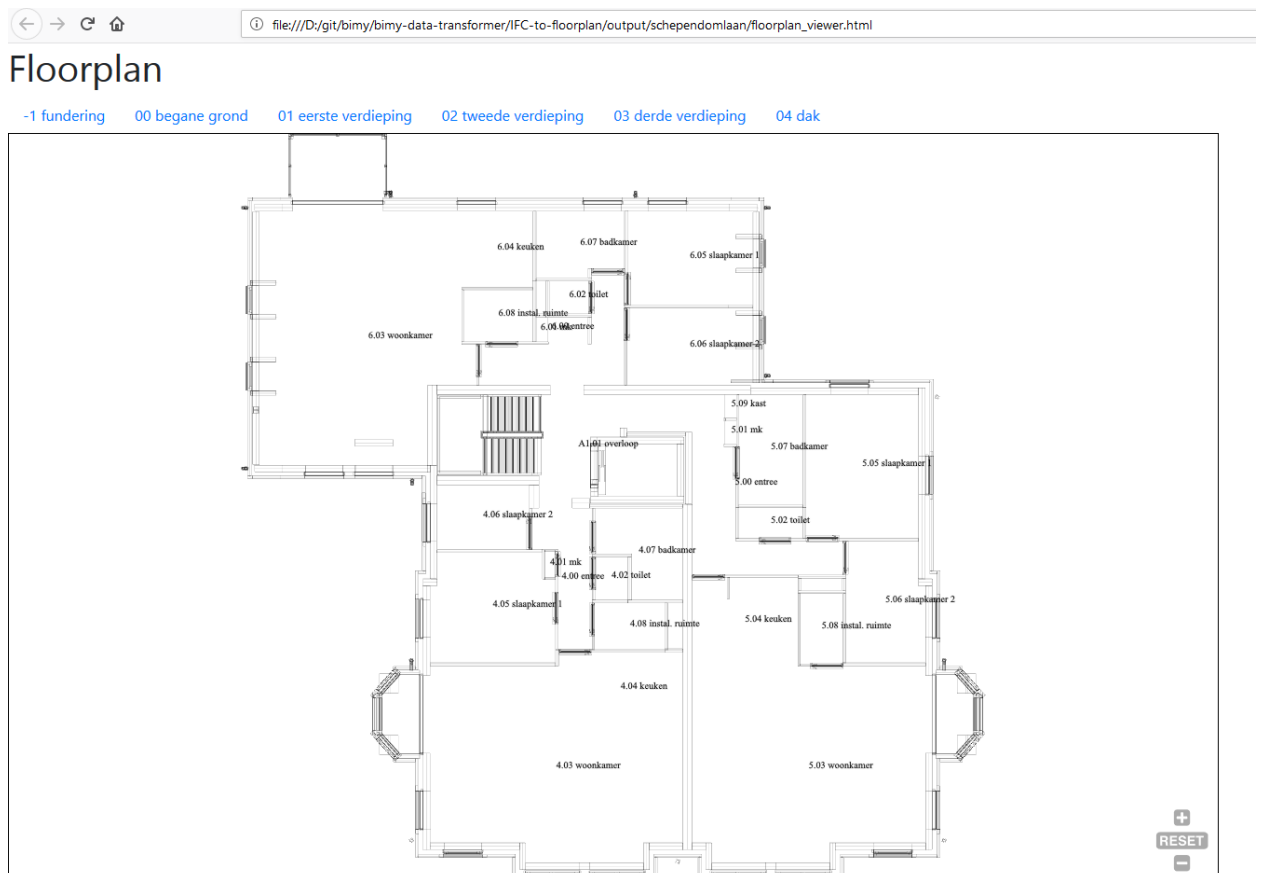 file:///D:/git/bimy/bimy-data-transformer/IFC-to-floorplan/output/schependomlaan/floorplan_viewer.html
Floorplan
-1 fundering 00 begane grond 01 eerste verdieping 02 tweede verdieping 03 derde verdieping 04 dak
6.04 keuken
6.07 badkamer
6.05 slaapkamer 1
6.02 toilet
6.08 instal. ruimte
6.01 mk
6.00 entree
6.03 woonkamer
6.06 slaapkamer 2
5.09 kast
5.01 mk
A1.01 overloop
5.07 badkamer
5.05 slaapkamer 1
5.00 entree
4.06 slaapkamer 2
5.02 toilet
4.07 badkamer
4.01 mk
4.00 entree
4.02 toilet
4.05 slaapkamer 1
5.06 slaapkamer 2
5.04 keuken
4.08 instal. ruimte
5.08 instal. ruimte
4.04 keuken
4.03 woonkamer
5.03 woonkamer
RESET